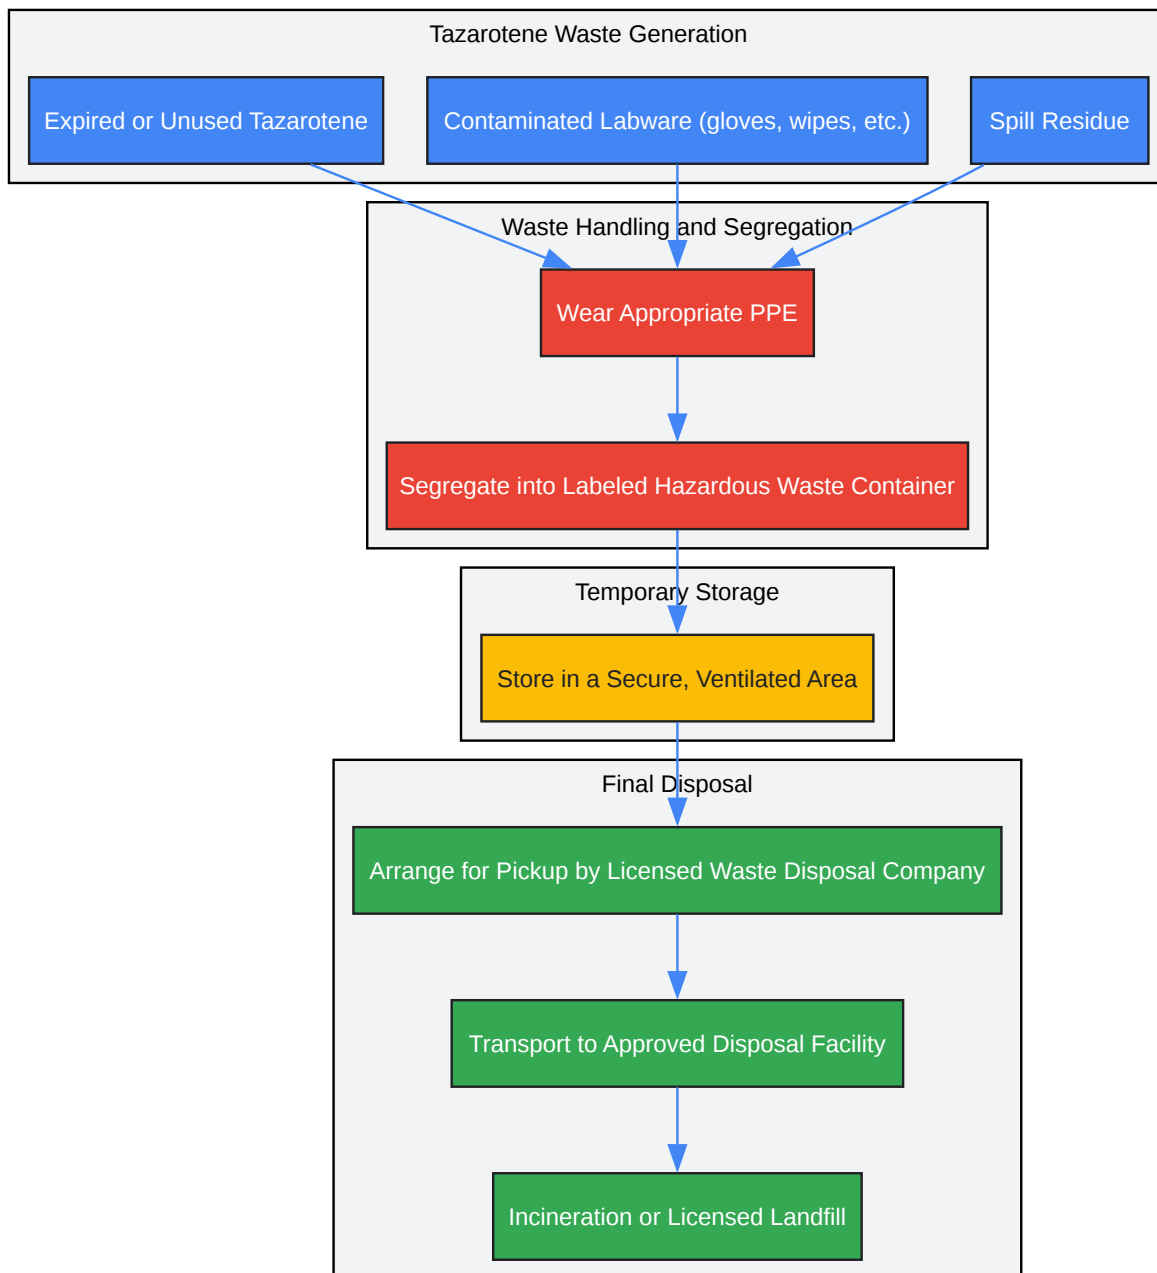 Tazarotene Waste Generation
Expired or Unused Tazarotene
Contaminated Labware (gloves, wipes, etc.)
Spill Residue
Waste Handling and Segregation
Wear Appropriate PPE
Segregate into Labeled Hazardous Waste Container
Temporary Storage
Store in a Secure, Ventilated Area
Final Disposal
Arrange for Pickup by Licensed Waste Disposal Company
Transport to Approved Disposal Facility
Incineration or Licensed Landfill